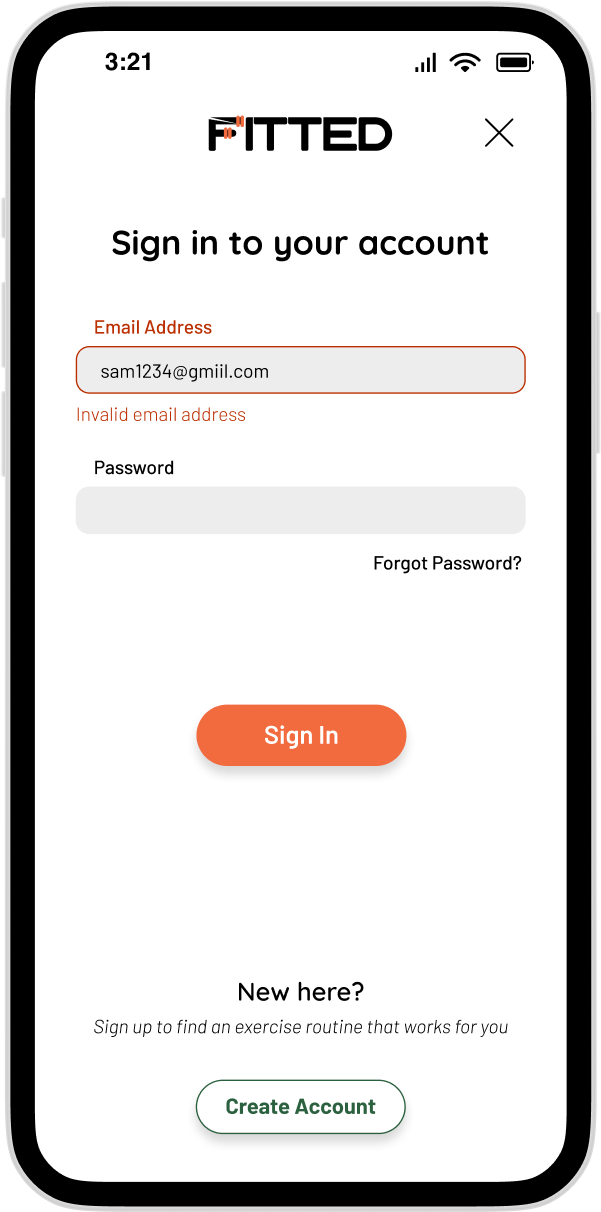 3:21
FITTED
Sign in to your account
Email Address
sam1234@gmiil.com
Invalid email address
Password
Forgot Password?
Sign In
New here?
Sign up to find an exercise routine that works for you
Create Account